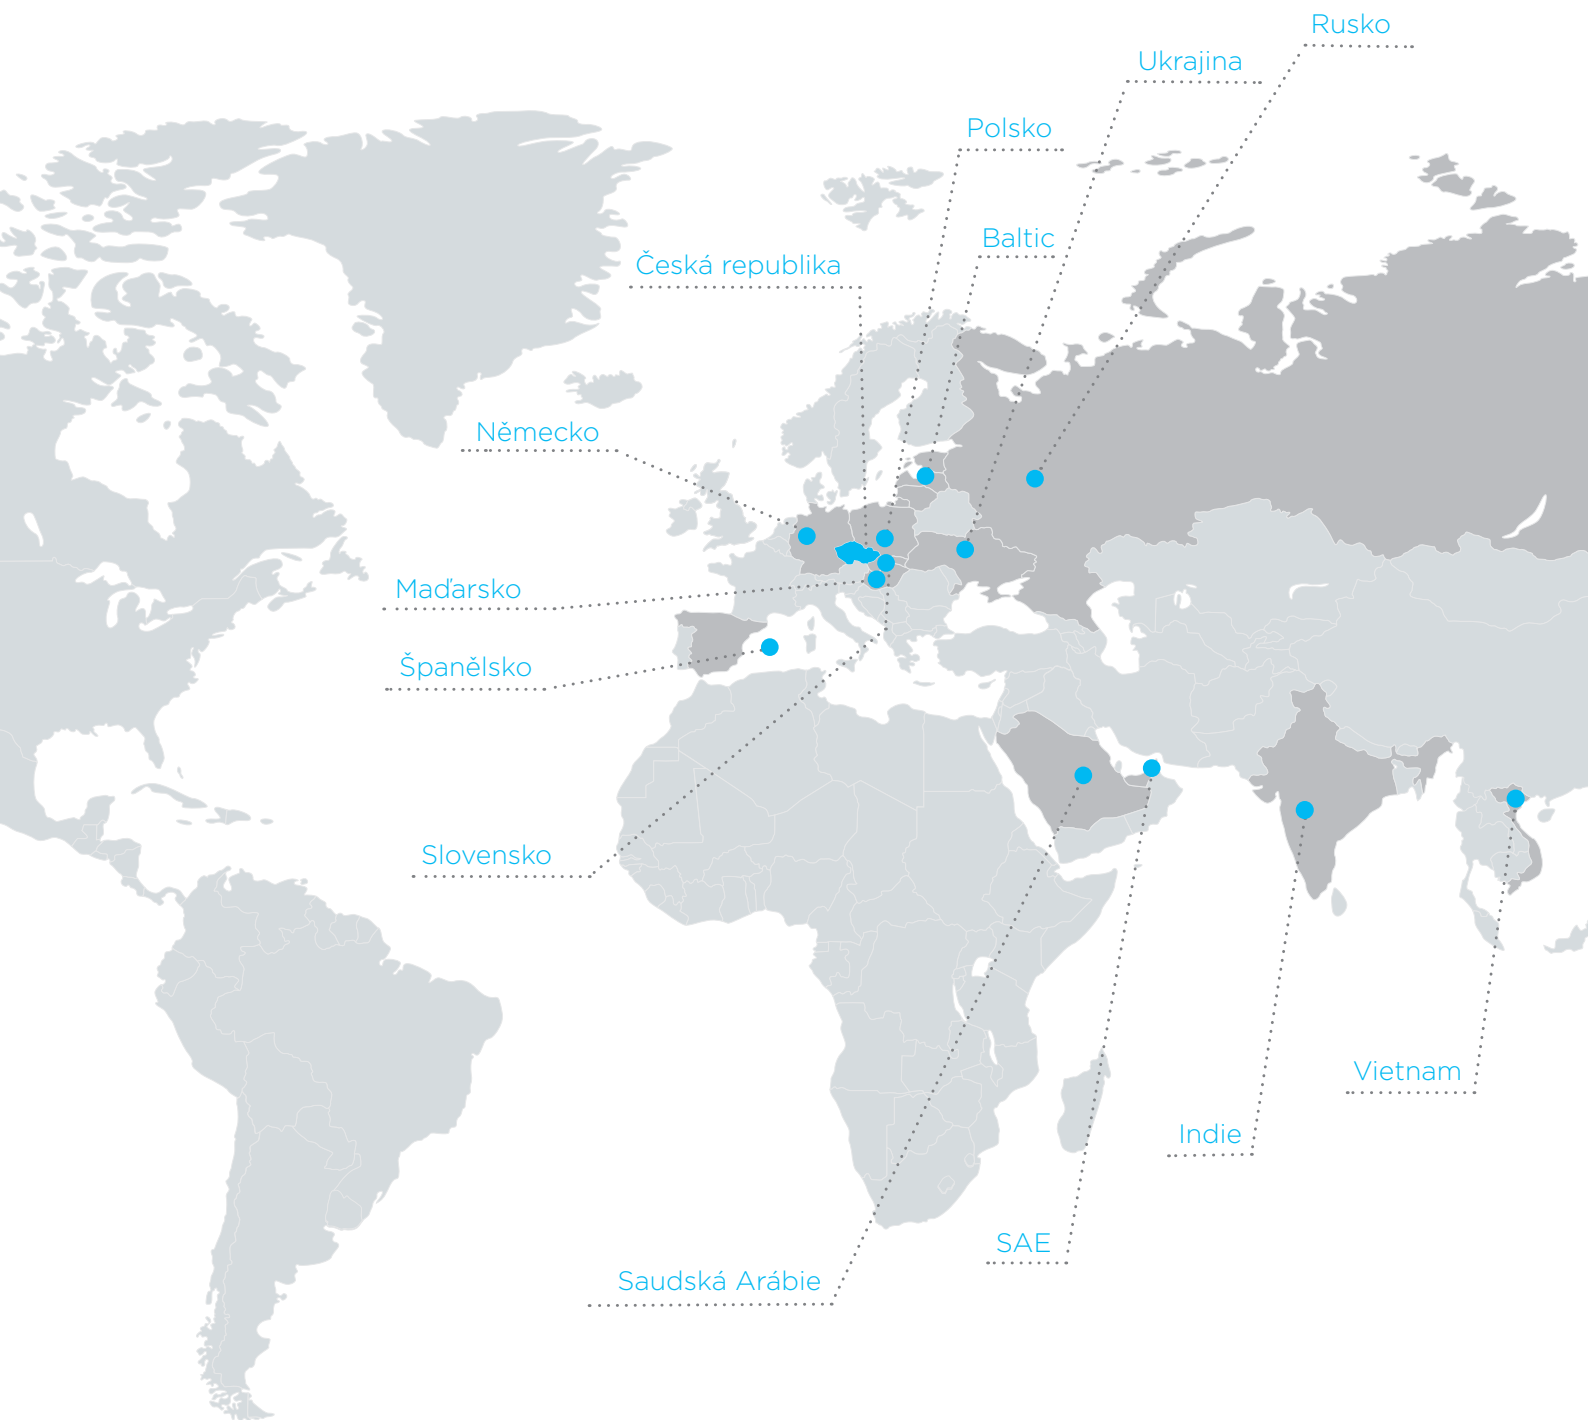 Rusko
Ukrajina
Polsko
Baltic
Česká republika
Německo
Maďarsko
Španělsko
Slovensko
Vietnam
Indie
SAE
Saudská Arábie